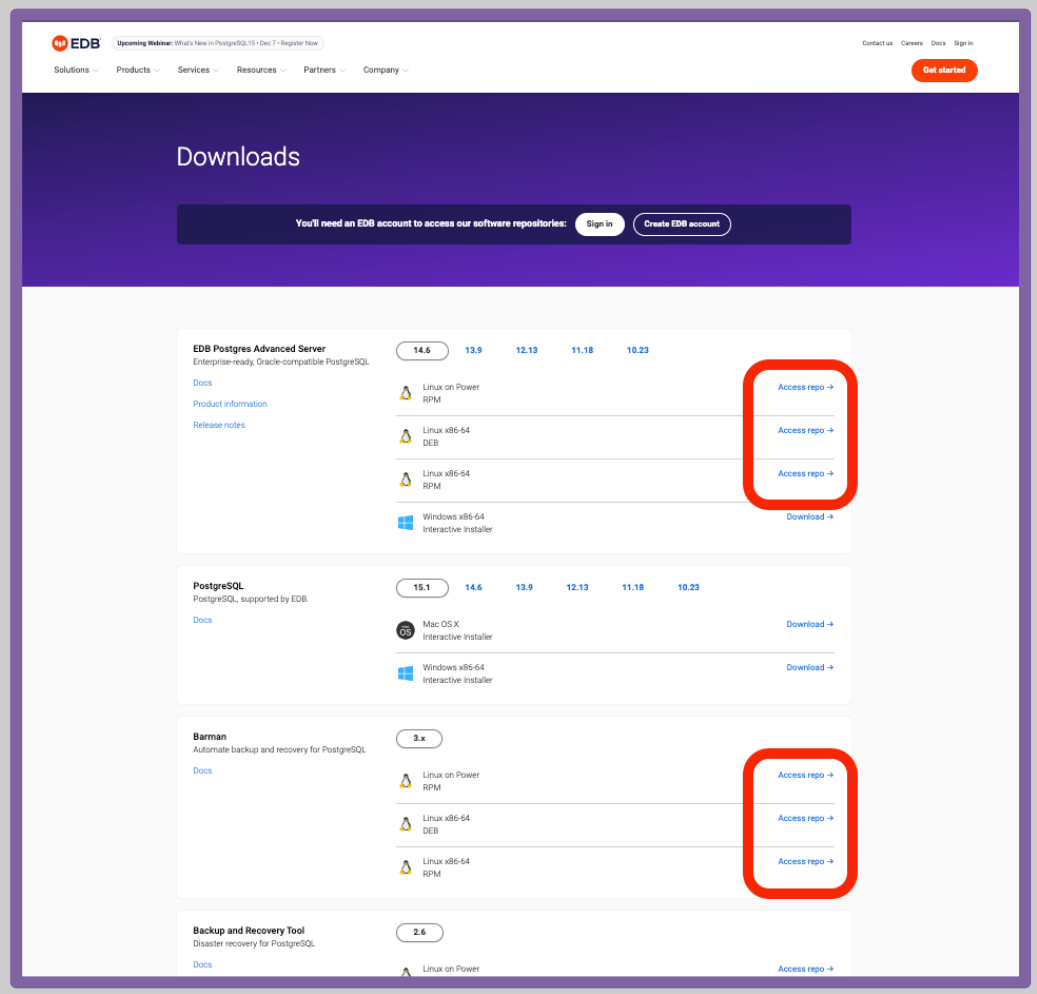 EDB
Upcoming Webinar: What's New in PostgreSQL15 • Dec 7 • Register Now
Contact us Careers Docs Sign in
Solutions Products Services Resources Partners Company
Get started
Downloads
You'll need an EDB account to access our software repositories: Sign in Create EDB account
EDB Postgres Advanced Server
Enterprise-ready, Oracle-compatible PostgreSQL
Docs
Product information
Release notes
14.6 13.9 12.13 11.18 10.23
Linux on Power
RPM
Access repo →
Linux x86-64
DEB
Access repo →
Linux x86-64
RPM
Access repo →
Windows x86-64
Interactive Installer
Download →
PostgreSQL
PostgreSQL, supported by EDB.
Docs
15.1 14.6 13.9 12.13 11.18 10.23
OS
Mac OS X
Interactive Installer
Download →
Windows x86-64
Interactive Installer
Download →
Barman
Automate backup and recovery for PostgreSQL
Docs
3.x
Linux on Power
RPM
Access repo →
Linux x86-64
DEB
Access repo →
Linux x86-64
RPM
Access repo →
Backup and Recovery Tool
Disaster recovery for PostgreSQL
Docs
2.6
Linux on Power
Access repo →